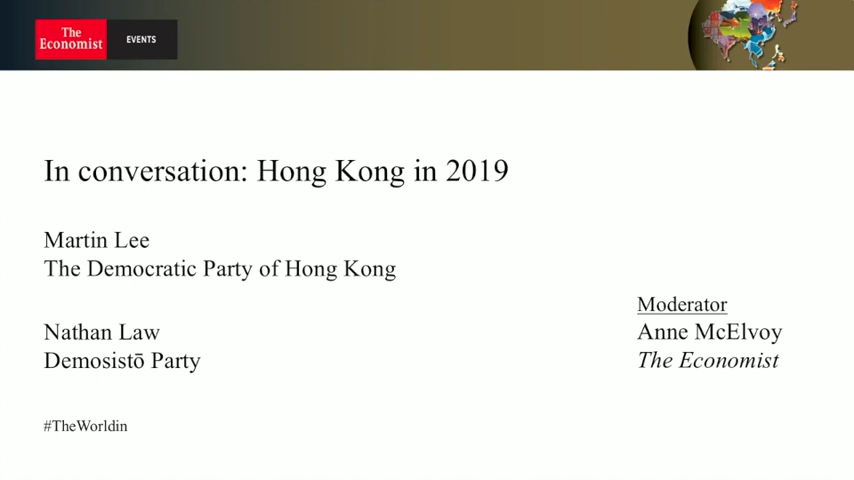 The
Economist
EVENTS
In conversation: Hong Kong in 2019
Martin Lee
The Democratic Party of Hong Kong
Nathan Law
Demosistō Party
Moderator
Anne McElvoy
The Economist
#TheWorldin